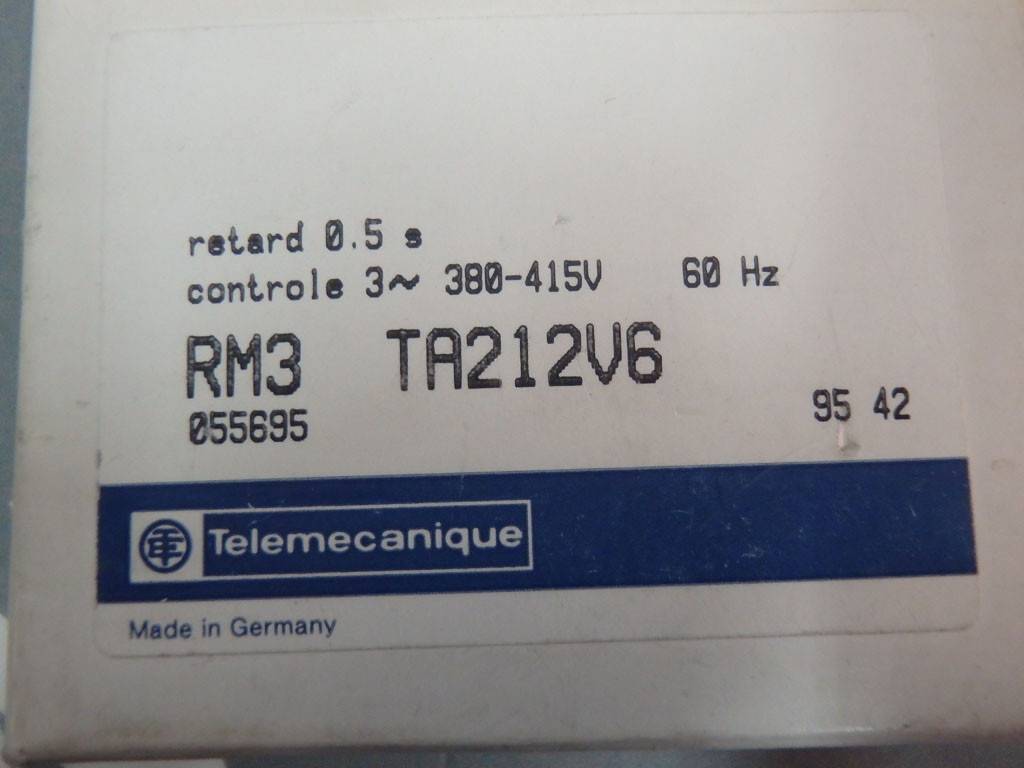 retard 0.5 s
controle 3~ 380-415V 60 Hz
RM3 TA212V6
055695
95 42
Telemecanique
Made in Germany